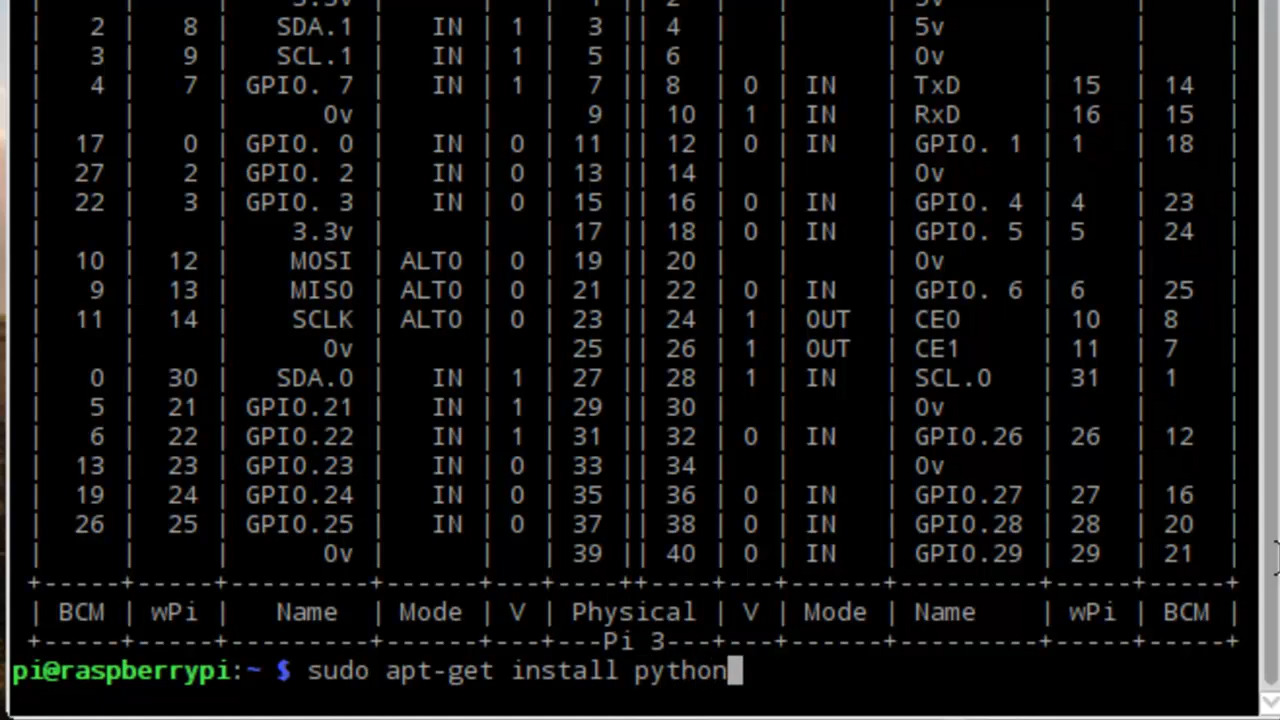 | | | 3.3v | | | 1 || 2 | | | 5v | | |
| 2 | 8 | SDA.1 | IN | 1 | 3 || 4 | | | 5v | | |
| 3 | 9 | SCL.1 | IN | 1 | 5 || 6 | | | 0v | | |
| 4 | 7 | GPIO. 7 | IN | 1 | 7 || 8 | 0 | IN | TxD | 15 | 14 |
| | | 0v | | | 9 || 10 | 1 | IN | RxD | 16 | 15 |
| 17 | 0 | GPIO. 0 | IN | 0 | 11 || 12 | 0 | IN | GPIO. 1 | 1 | 18 |
| 27 | 2 | GPIO. 2 | IN | 0 | 13 || 14 | | | 0v | | |
| 22 | 3 | GPIO. 3 | IN | 0 | 15 || 16 | 0 | IN | GPIO. 4 | 4 | 23 |
| | | 3.3v | | | 17 || 18 | 0 | IN | GPIO. 5 | 5 | 24 |
| 10 | 12 | MOSI | ALT0 | 0 | 19 || 20 | | | 0v | | |
| 9 | 13 | MISO | ALT0 | 0 | 21 || 22 | 0 | IN | GPIO. 6 | 6 | 25 |
| 11 | 14 | SCLK | ALT0 | 0 | 23 || 24 | 1 | OUT | CE0 | 10 | 8 |
| | | 0v | | | 25 || 26 | 1 | OUT | CE1 | 11 | 7 |
| 0 | 30 | SDA.0 | IN | 1 | 27 || 28 | 1 | IN | SCL.0 | 31 | 1 |
| 5 | 21 | GPIO.21 | IN | 1 | 29 || 30 | | | 0v | | |
| 6 | 22 | GPIO.22 | IN | 1 | 31 || 32 | 0 | IN | GPIO.26 | 26 | 12 |
| 13 | 23 | GPIO.23 | IN | 0 | 33 || 34 | | | 0v | | |
| 19 | 24 | GPIO.24 | IN | 0 | 35 || 36 | 0 | IN | GPIO.27 | 27 | 16 |
| 26 | 25 | GPIO.25 | IN | 0 | 37 || 38 | 0 | IN | GPIO.28 | 28 | 20 |
| | | 0v | | | 39 || 40 | 0 | IN | GPIO.29 | 29 | 21 |
+-----+-----+---------+------+---+----++----+---+------+---------+-----+-----+
| BCM | wPi | Name | Mode | V | Physical | V | Mode | Name | wPi | BCM |
+-----+-----+---------+------+---+---Pi 3---+---+------+---------+-----+-----+
pi@raspberrypi:~ $ sudo apt-get install python